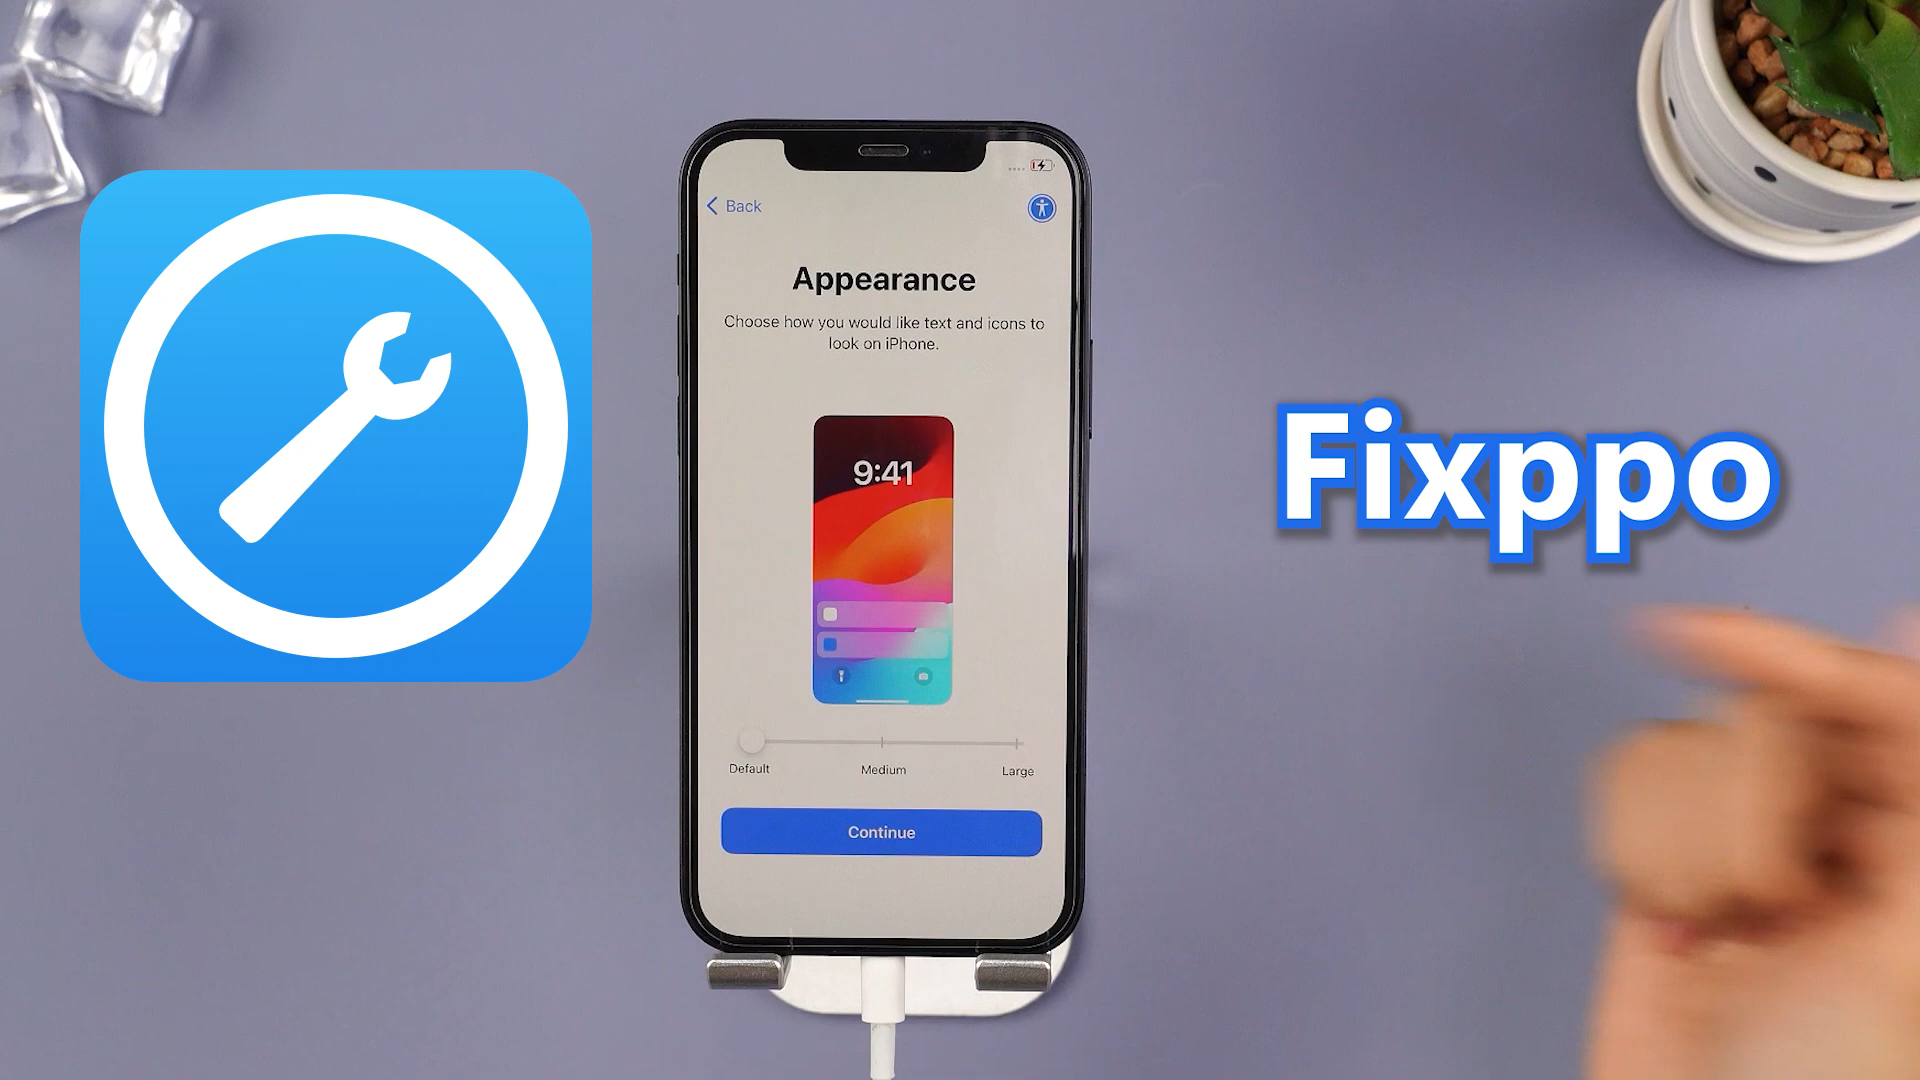 Back
Appearance
Choose how you would like text and icons to
look on iPhone.
9:41
Default
Medium
Large
Continue
Fixppo